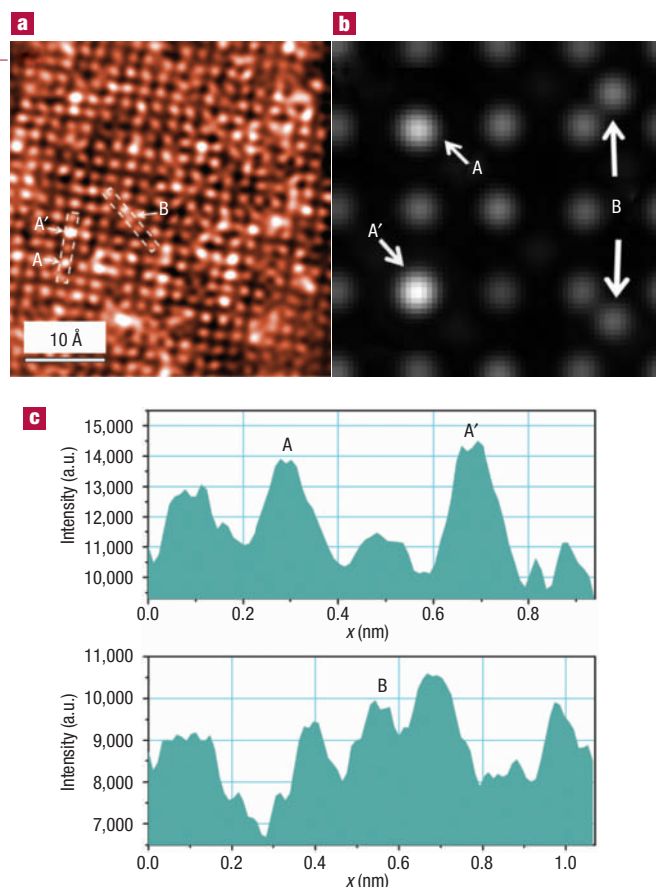 a
b
A′
A
B
10 Å
A
A′
B
c
15,000
14,000
13,000
12,000
11,000
10,000
Intensity (a.u.)
A
A′
0.0
0.2
0.4
0.6
0.8
x (nm)
11,000
10,000
9,000
8,000
7,000
Intensity (a.u.)
B
0.0
0.2
0.4
0.6
0.8
1.0
x (nm)